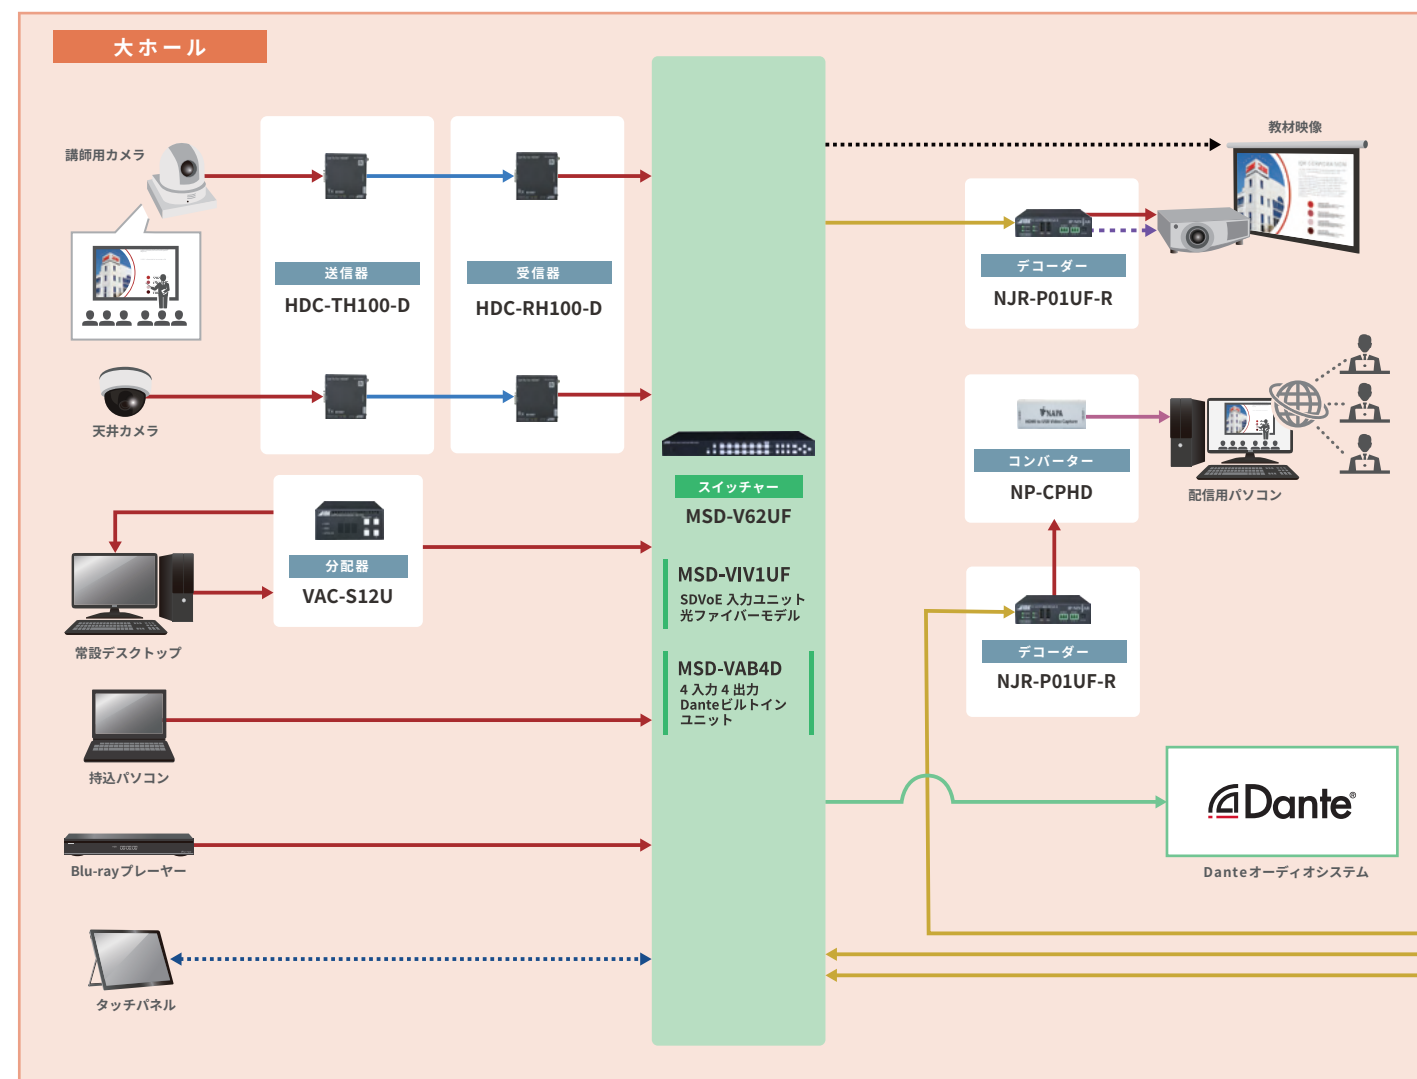 大ホール
講師用カメラ
送信器
HDC-TH100-D
受信器
HDC-RH100-D
天井カメラ
分配器
VAC-S12U
常設デスクトップ
持込パソコン
Blu-rayプレーヤー
タッチパネル
スイッチャー
MSD-V62UF
MSD-VIV1UF
SDVoE 入力ユニット
光ファイバーモデル
MSD-VAB4D
4 入力 4 出力
Danteビルトイン
ユニット
教材映像
デコーダー
NJR-P01UF-R
NAPA
HDMI to USB Video Capture
コンバーター
NP-CPHD
配信用パソコン
デコーダー
NJR-P01UF-R
Dante®
Danteオーディオシステム